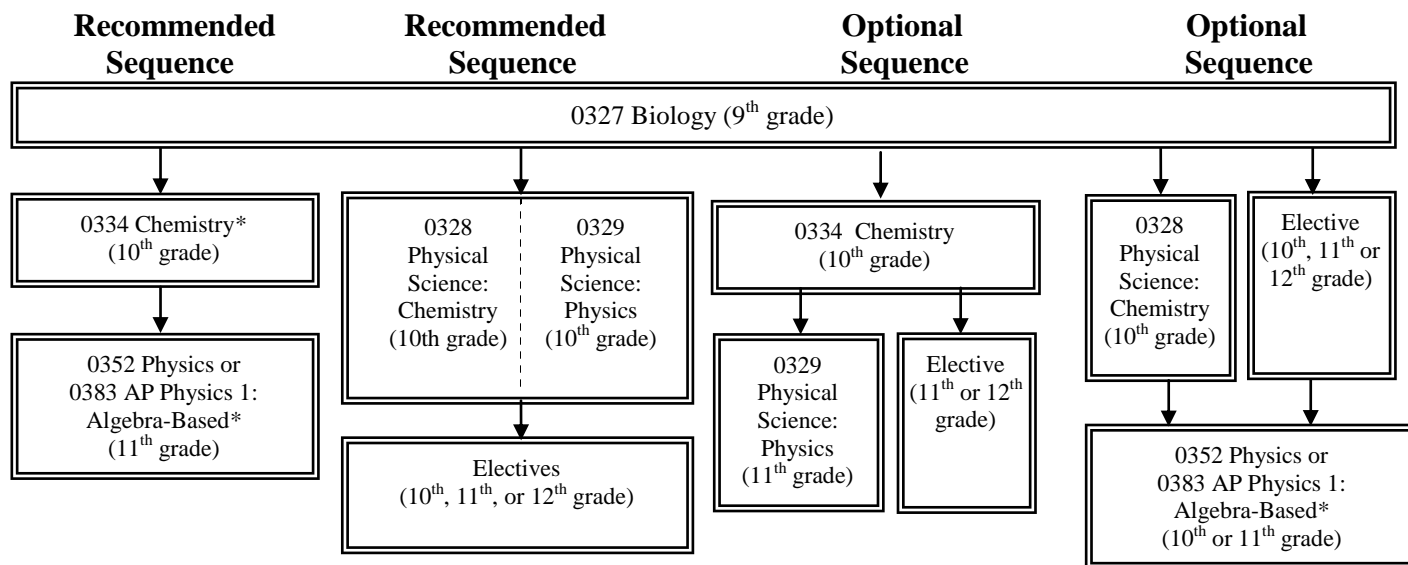 Recommended
Sequence
Recommended
Sequence
Optional
Sequence
Optional
Sequence
0327 Biology (9th grade)
0334 Chemistry*
(10th grade)
0352 Physics or
0383 AP Physics 1:
Algebra-Based*
(11th grade)
0328
Physical
Science:
Chemistry
(10th grade)
0329
Physical
Science:
Physics
(10th grade)
Electives
(10th, 11th, or 12th grade)
0334 Chemistry
(10th grade)
0329
Physical
Science:
Physics
(11th grade)
Elective
(11th or 12th
grade)
0328
Physical
Science:
Chemistry
(10th grade)
Elective
(10th, 11th or
12th grade)
0352 Physics or
0383 AP Physics 1:
Algebra-Based*
(10th or 11th grade)